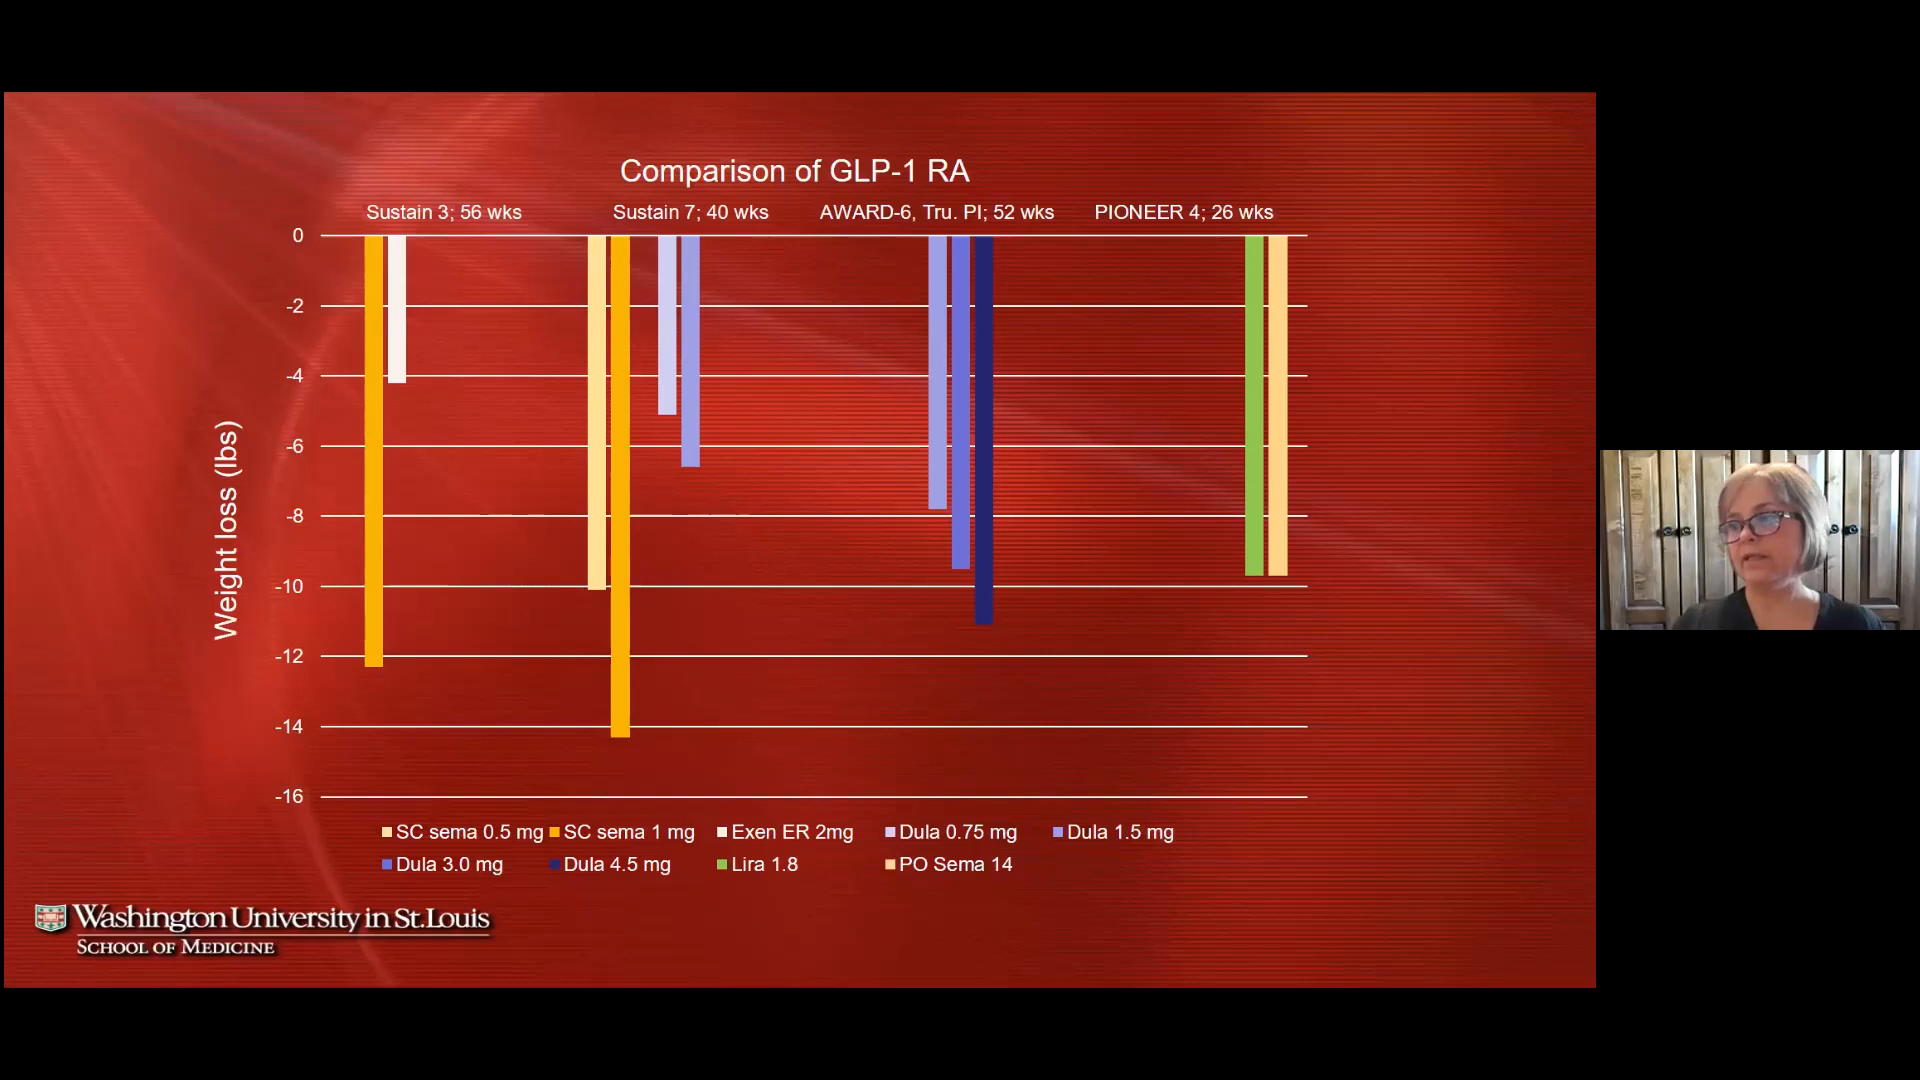 Comparison of GLP-1 RA
Sustain 3; 56 wks
Sustain 7; 40 wks
AWARD-6, Tru. PI; 52 wks
PIONEER 4; 26 wks
0
-2
-4
-6
-8
-10
-12
-14
-16
Weight loss (lbs)
SC sema 0.5 mg
SC sema 1 mg
Exen ER 2mg
Dula 0.75 mg
Dula 1.5 mg
Dula 3.0 mg
Dula 4.5 mg
Lira 1.8
PO Sema 14
Washington University in St.Louis
SCHOOL OF MEDICINE